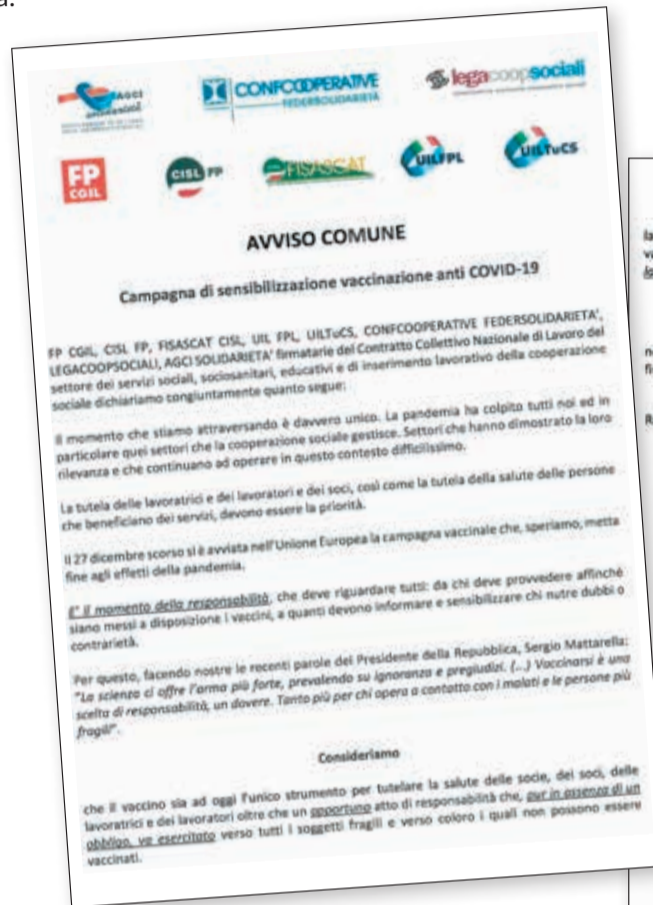 a.
AGCI
SOLIDARIETÀ
CONFCOOPERATIVE
FEDERSOLIDARIETÀ
legacoopsociali
FP
CGIL
CISL FP
FISASCAT
UILFPL
UILTuCS
AVVISO COMUNE
Campagna di sensibilizzazione vaccinazione anti COVID-19
FP CGIL, CISL FP, FISASCAT CISL, UIL FPL, UILTuCS, CONFCOOPERATIVE FEDERSOLIDARIETA',
LEGACOOPSOCIALI, AGCI SOLIDARIETA' firmatarie del Contratto Collettivo Nazionale di Lavoro del
settore dei servizi sociali, sociosanitari, educativi e di inserimento lavorativo della cooperazione
sociale dichiariamo congiuntamente quanto segue:
Il momento che stiamo attraversando è davvero unico. La pandemia ha colpito tutti noi ed in
particolare quei settori che la cooperazione sociale gestisce. Settori che hanno dimostrato la loro
rilevanza e che continuano ad operare in questo contesto difficilissimo.
La tutela delle lavoratrici e dei lavoratori e dei soci, così come la tutela della salute delle persone
che beneficiano dei servizi, devono essere la priorità.
Il 27 dicembre scorso si è avviata nell'Unione Europea la campagna vaccinale che, speriamo, metta
fine agli effetti della pandemia.
E' il momento della responsabilità, che deve riguardare tutti: da chi deve provvedere affinché
siano messi a disposizione i vaccini, a quanti devono informare e sensibilizzare chi nutre dubbi o
contrarietà.
Per questo, facendo nostre le recenti parole del Presidente della Repubblica, Sergio Mattarella:
"La scienza ci offre l'arma più forte, prevalendo su ignoranza e pregiudizi. (...) Vaccinarsi è una
scelta di responsabilità, un dovere. Tanto più per chi opera a contatto con i malati e le persone più
fragili".
Consideriamo
che il vaccino sia ad oggi l'unico strumento per tutelare la salute delle socie, dei soci, delle
lavoratrici e dei lavoratori oltre che un opportuno atto di responsabilità che, pur in assenza di un
obbligo, va esercitato verso tutti i soggetti fragili e verso coloro i quali non possono essere
vaccinati.
la
va
n
fi
R